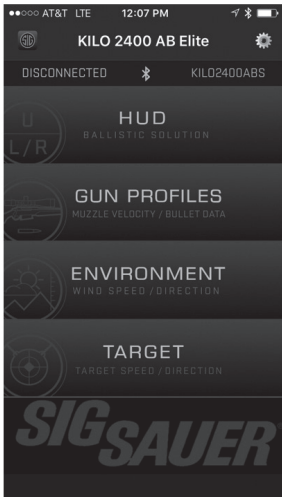 AT&T LTE 12:07 PM
SIG KILO 2400 AB Elite
DISCONNECTED KILO2400ABS
U
L/R
HUD
BALLISTIC SOLUTION
GUN PROFILES
MUZZLE VELOCITY / BULLET DATA
ENVIRONMENT
WIND SPEED / DIRECTION
TARGET
TARGET SPEED / DIRECTION
SIG SAUER